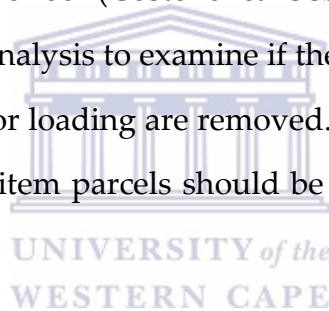 nalysis to examine if the
or loading are removed.
item parcels should be
UNIVERSITY of the
WESTERN CAPE